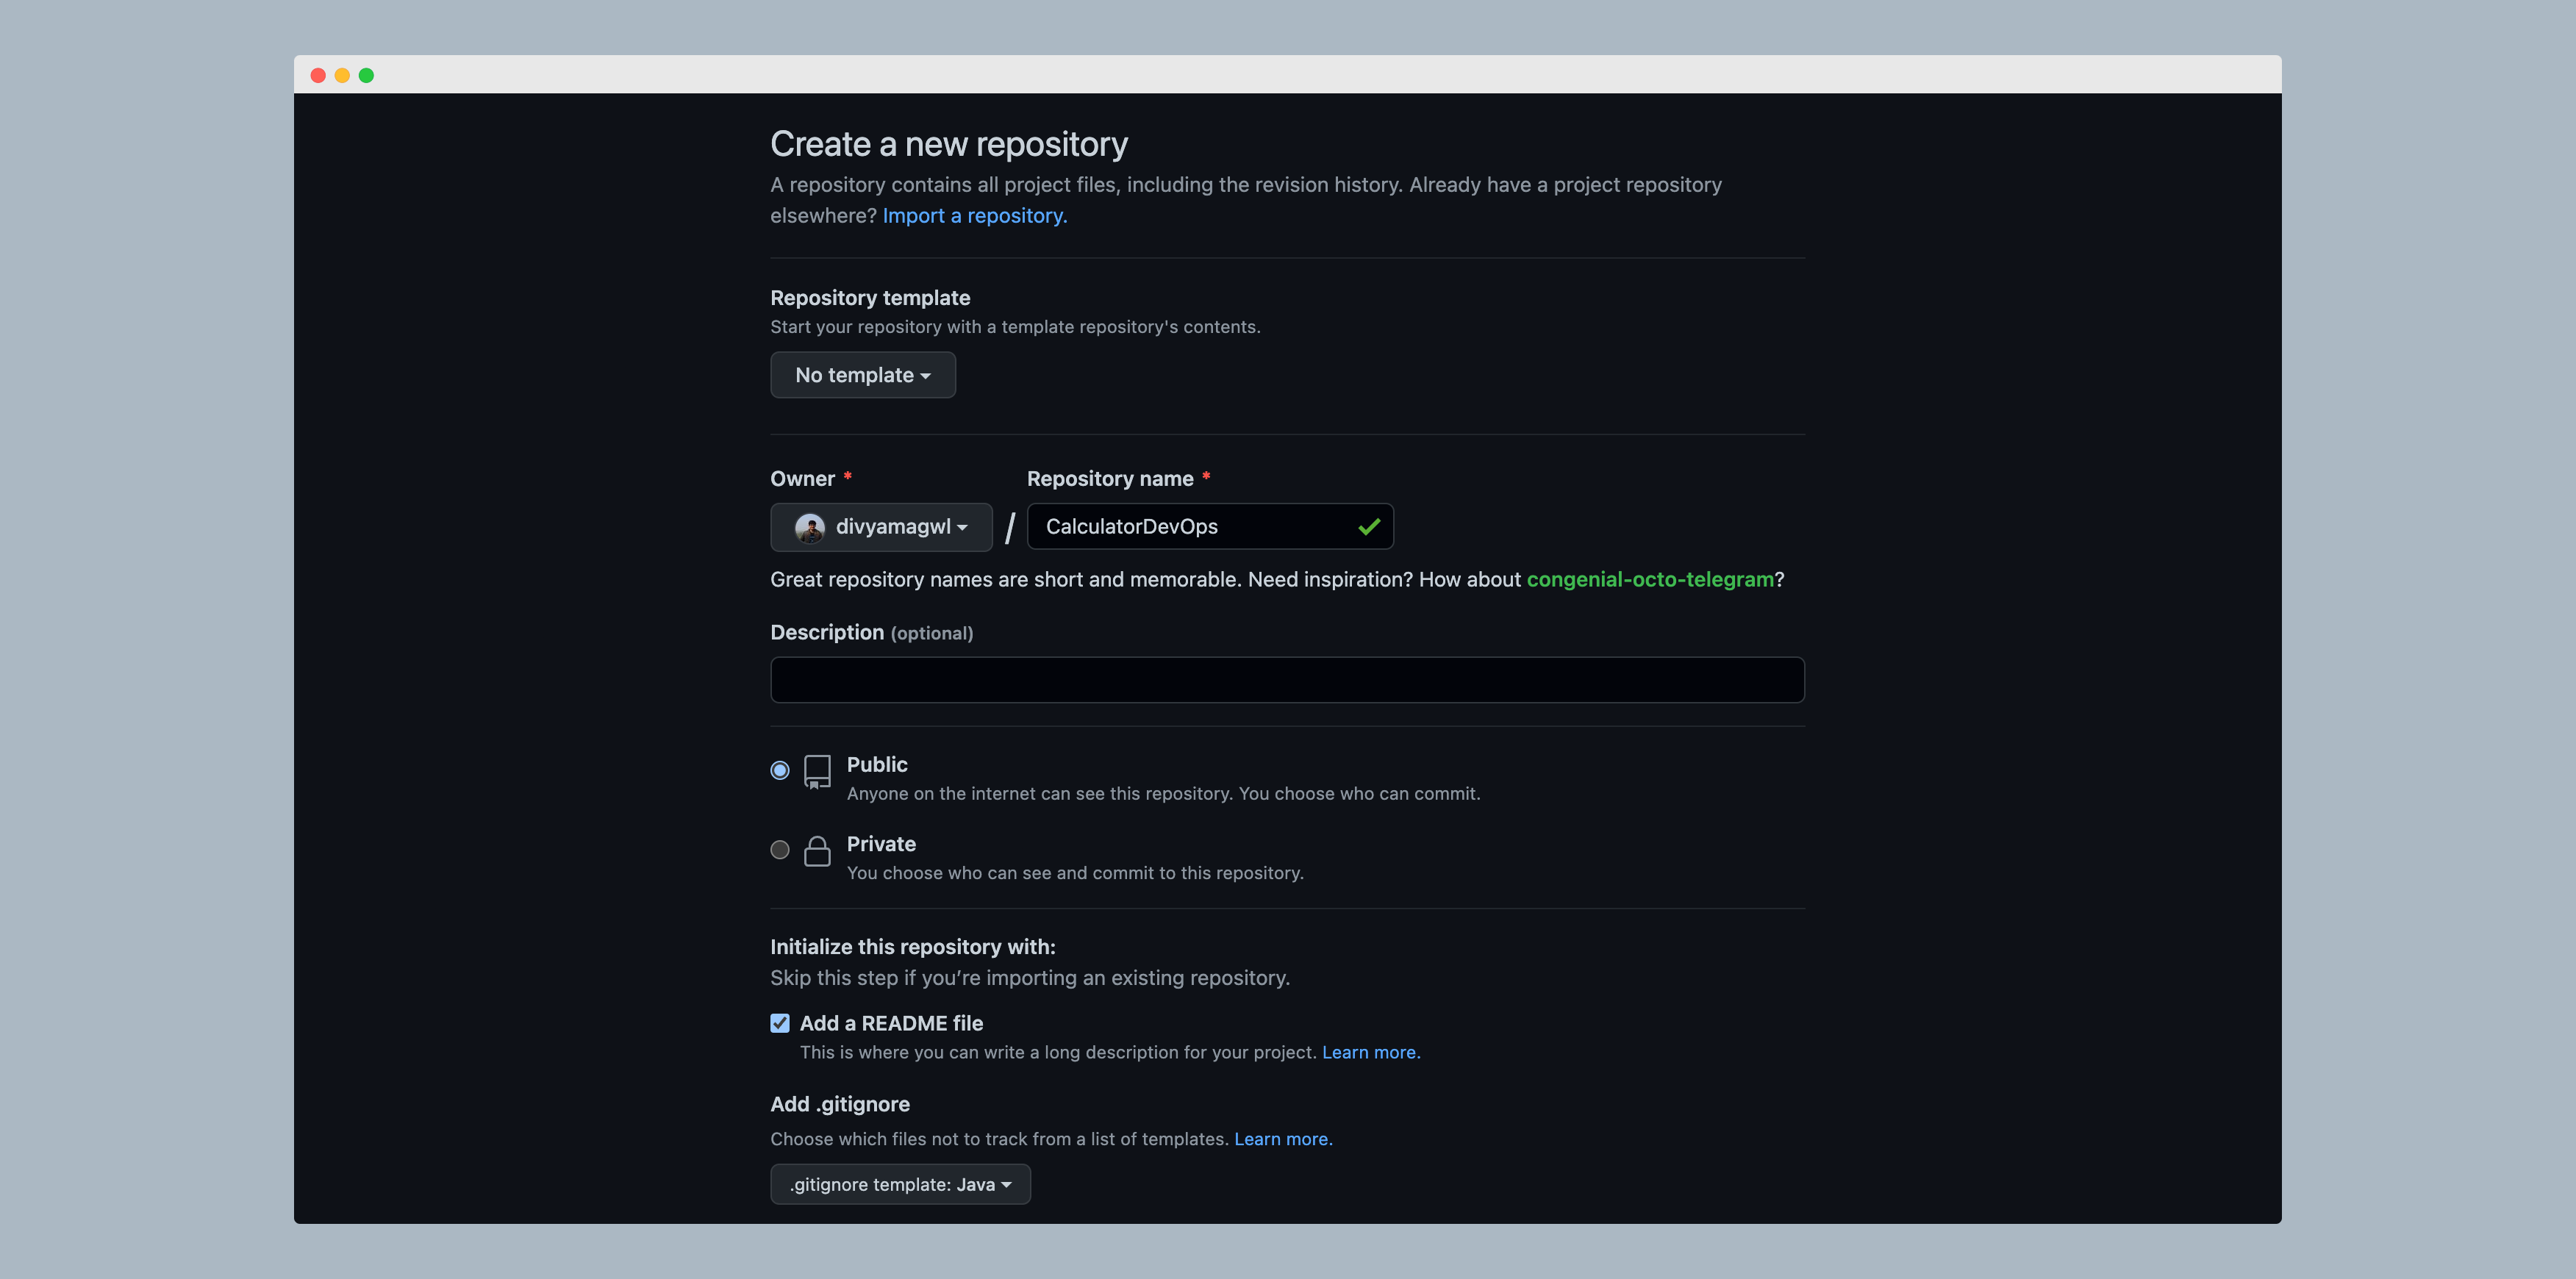 Create a new repository
A repository contains all project files, including the revision history. Already have a project repository
elsewhere? Import a repository.
Repository template
Start your repository with a template repository's contents.
No template
Owner * Repository name *
divyamagwl / CalculatorDevOps
Great repository names are short and memorable. Need inspiration? How about congenial-octo-telegram?
Description (optional)
Public
Anyone on the internet can see this repository. You choose who can commit.
Private
You choose who can see and commit to this repository.
Initialize this repository with:
Skip this step if you’re importing an existing repository.
Add a README file
This is where you can write a long description for your project. Learn more.
Add .gitignore
Choose which files not to track from a list of templates. Learn more.
.gitignore template: Java